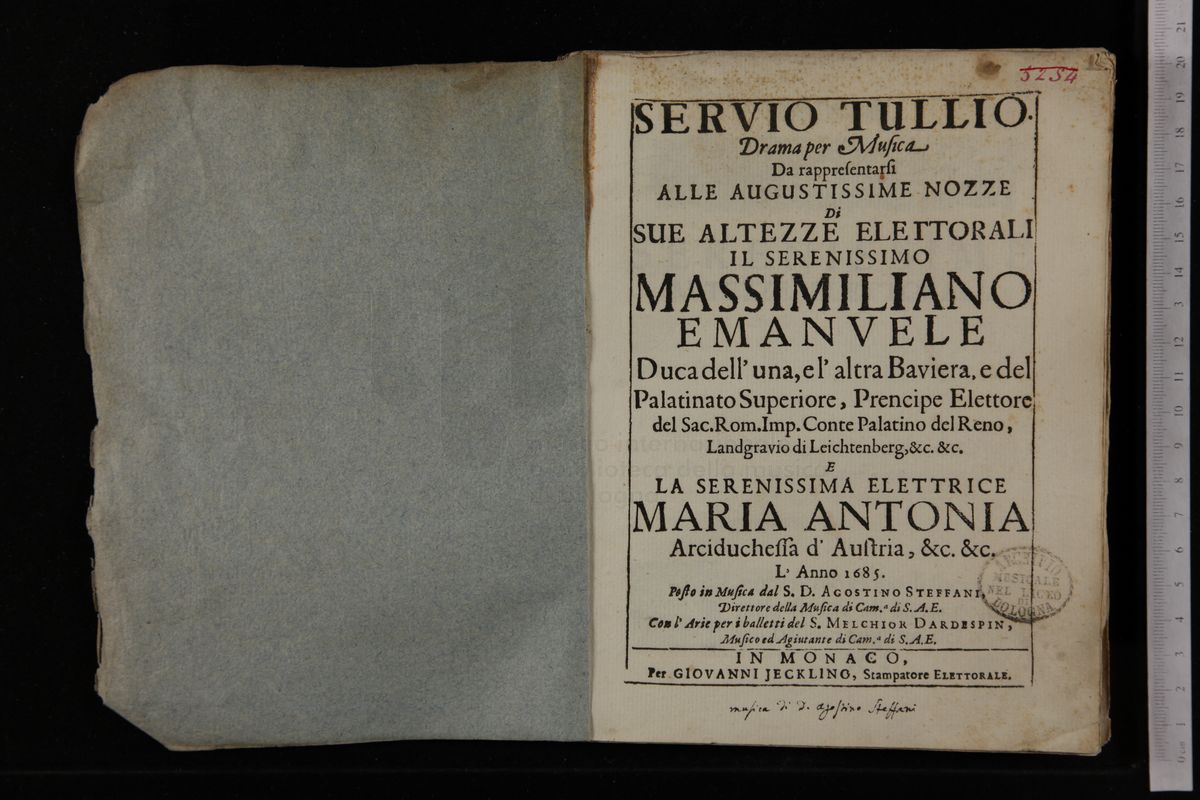 5254
SERVIO TULLIO.
Drama per Musica
Da rappresentarsi
ALLE AUGUSTISSIME NOZZE
Di
SUE ALTEZZE ELETTORALI
IL SERENISSIMO
MASSIMILIANO
EMANVELE
Duca dell' una, e l' altra Baviera, e del
Palatinato Superiore, Prencipe Elettore
del Sac. Rom. Imp. Conte Palatino del Reno,
Landgravio di Leichtenberg, &c. &c.
E
LA SERENISSIMA ELETTRICE
MARIA ANTONIA
Arciduchessa d' Austria, &c. &c.
L' Anno 1685.
Posto in Musica dal S. D. AGOSTINO STEFFANI,
Direttore della Musica di Cam.a di S. A. E.
Con l' Arie per i balletti del S. MELCHIOR DARDESPIN,
Musico ed Agiutante di Cam.a di S. A. E.
IN MONACO,
Per GIOVANNI JECKLINO, Stampatore ELETTORALE.
ARCHIVIO
MUSICALE
NEL LICEO
DI
BOLOGNA
musica di D. Agostino Steffani